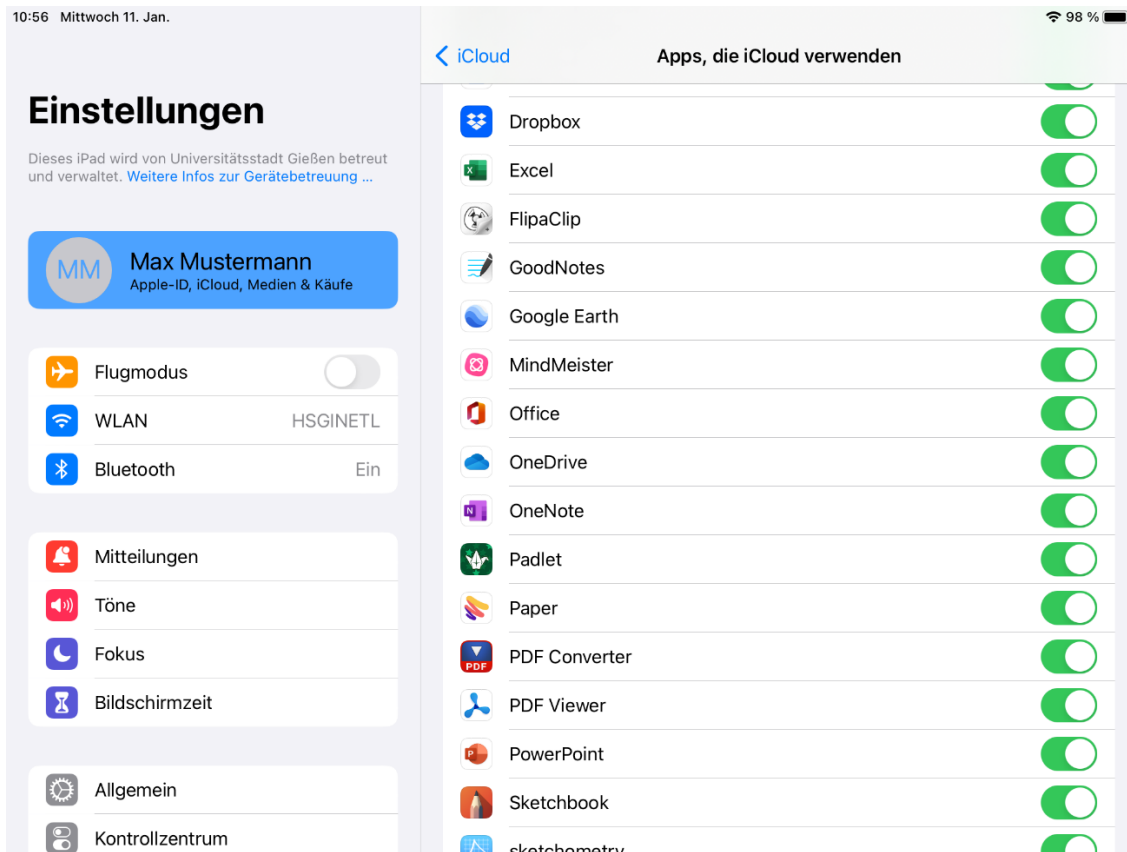 10:56 Mittwoch 11. Jan.
98 %
Einstellungen
Dieses iPad wird von Universitätsstadt Gießen betreut
und verwaltet. Weitere Infos zur Gerätebetreuung ...
MM
Max Mustermann
Apple-ID, iCloud, Medien & Käufe
Flugmodus
WLAN HSGINETL
Bluetooth Ein
Mitteilungen
Töne
Fokus
Bildschirmzeit
Allgemein
Kontrollzentrum
iCloud
Apps, die iCloud verwenden
Dropbox
Excel
FlipaClip
GoodNotes
Google Earth
MindMeister
Office
OneDrive
OneNote
Padlet
Paper
PDF
PDF Converter
PDF Viewer
PowerPoint
Sketchbook
sketchometry